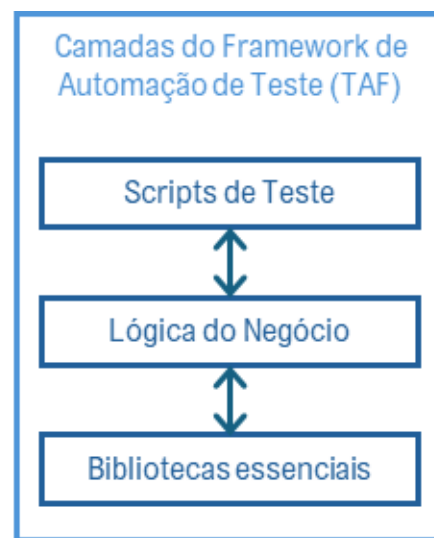 Camadas do Framework de
Automação de Teste (TAF)
Scripts de Teste
Lógica do Negócio
Bibliotecas essenciais